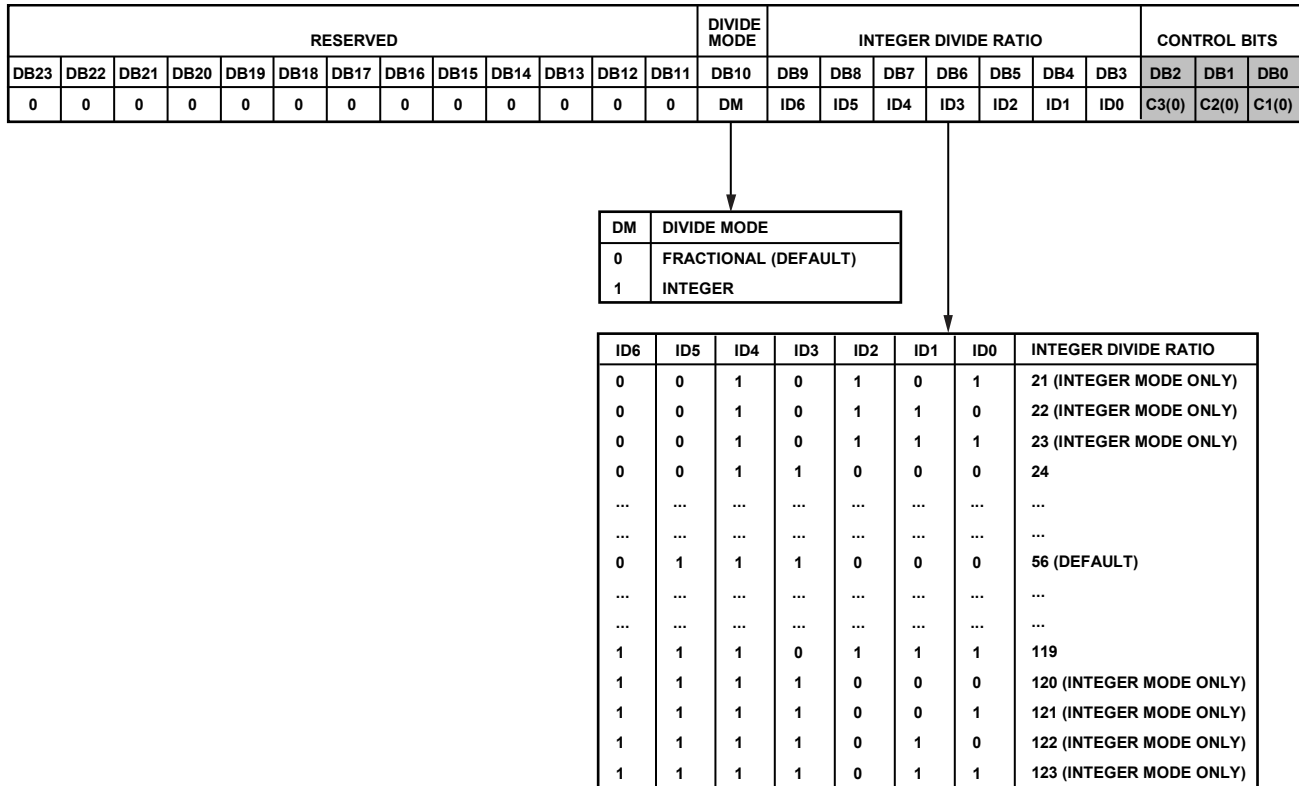 RESERVED DIVIDE MODE INTEGER DIVIDE RATIO CONTROL BITS
DB23 DB22 DB21 DB20 DB19 DB18 DB17 DB16 DB15 DB14 DB13 DB12 DB11 DB10 DB9 DB8 DB7 DB6 DB5 DB4 DB3 DB2 DB1 DB0
0 0 0 0 0 0 0 0 0 0 0 0 0 DM ID6 ID5 ID4 ID3 ID2 ID1 ID0 C3(0) C2(0) C1(0)
DM DIVIDE MODE
0 FRACTIONAL (DEFAULT)
1 INTEGER
ID6 ID5 ID4 ID3 ID2 ID1 ID0 INTEGER DIVIDE RATIO
0 0 1 0 1 0 1 21 (INTEGER MODE ONLY)
0 0 1 0 1 1 0 22 (INTEGER MODE ONLY)
0 0 1 0 1 1 1 23 (INTEGER MODE ONLY)
0 0 1 1 0 0 0 24
... ... ... ... ... ... ... ...
... ... ... ... ... ... ... ...
0 1 1 1 0 0 0 56 (DEFAULT)
... ... ... ... ... ... ... ...
... ... ... ... ... ... ... ...
1 1 1 0 1 1 1 119
1 1 1 1 0 0 0 120 (INTEGER MODE ONLY)
1 1 1 1 0 0 1 121 (INTEGER MODE ONLY)
1 1 1 1 0 1 0 122 (INTEGER MODE ONLY)
1 1 1 1 0 1 1 123 (INTEGER MODE ONLY)